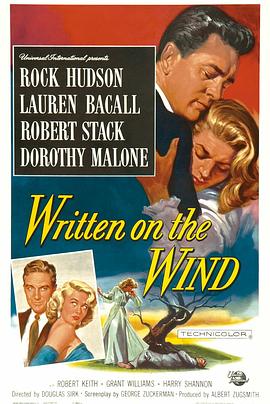 Universal-International presents
ROCK HUDSON
LAUREN BACALL
ROBERT STACK
DOROTHY MALONE
Written on the
WIND
TECHNICOLOR
WITH
ROBERT KEITH • GRANT WILLIAMS • HARRY SHANNON
Directed by DOUGLAS SIRK • Screenplay by GEORGE ZUCKERMAN • Produced by ALBERT ZUGSMITH